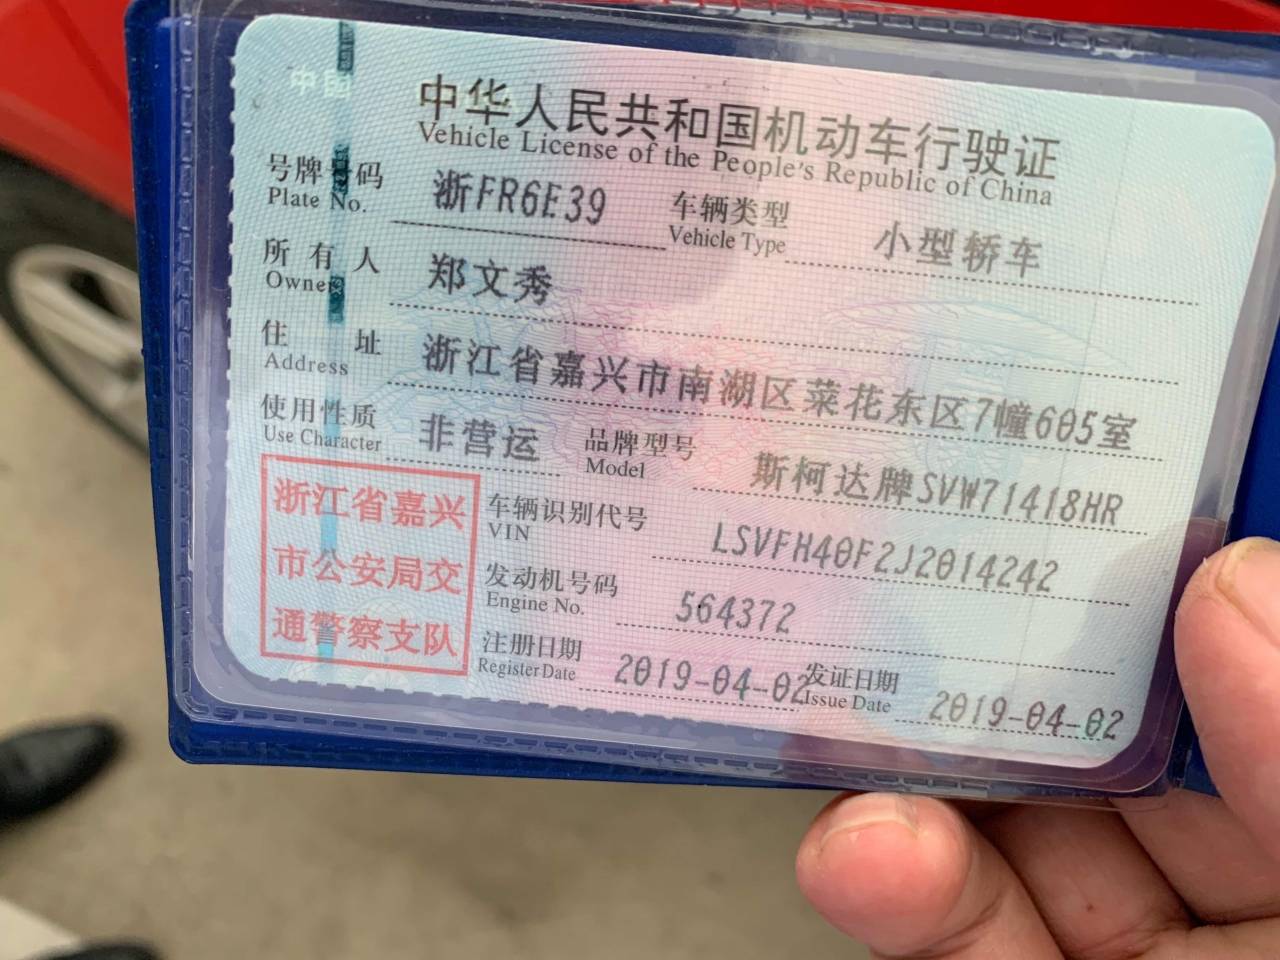 中国
中华人民共和国机动车行驶证
Vehicle License of the People's Republic of China
号牌号码 浙FR6E39 车辆类型 小型轿车
Plate No. Vehicle Type
所有人 郑文秀
Owner
住址 浙江省嘉兴市南湖区菜花东区7幢605室
Address
使用性质 非营运 品牌型号 斯柯达牌SVW71418HR
Use Character Model
浙江省嘉兴
市公安局交
通警察支队
车辆识别代号 LSVFH40F2J2014242
VIN
发动机号码 564372
Engine No.
注册日期 2019-04-02 发证日期 2019-04-02
Register Date Issue Date